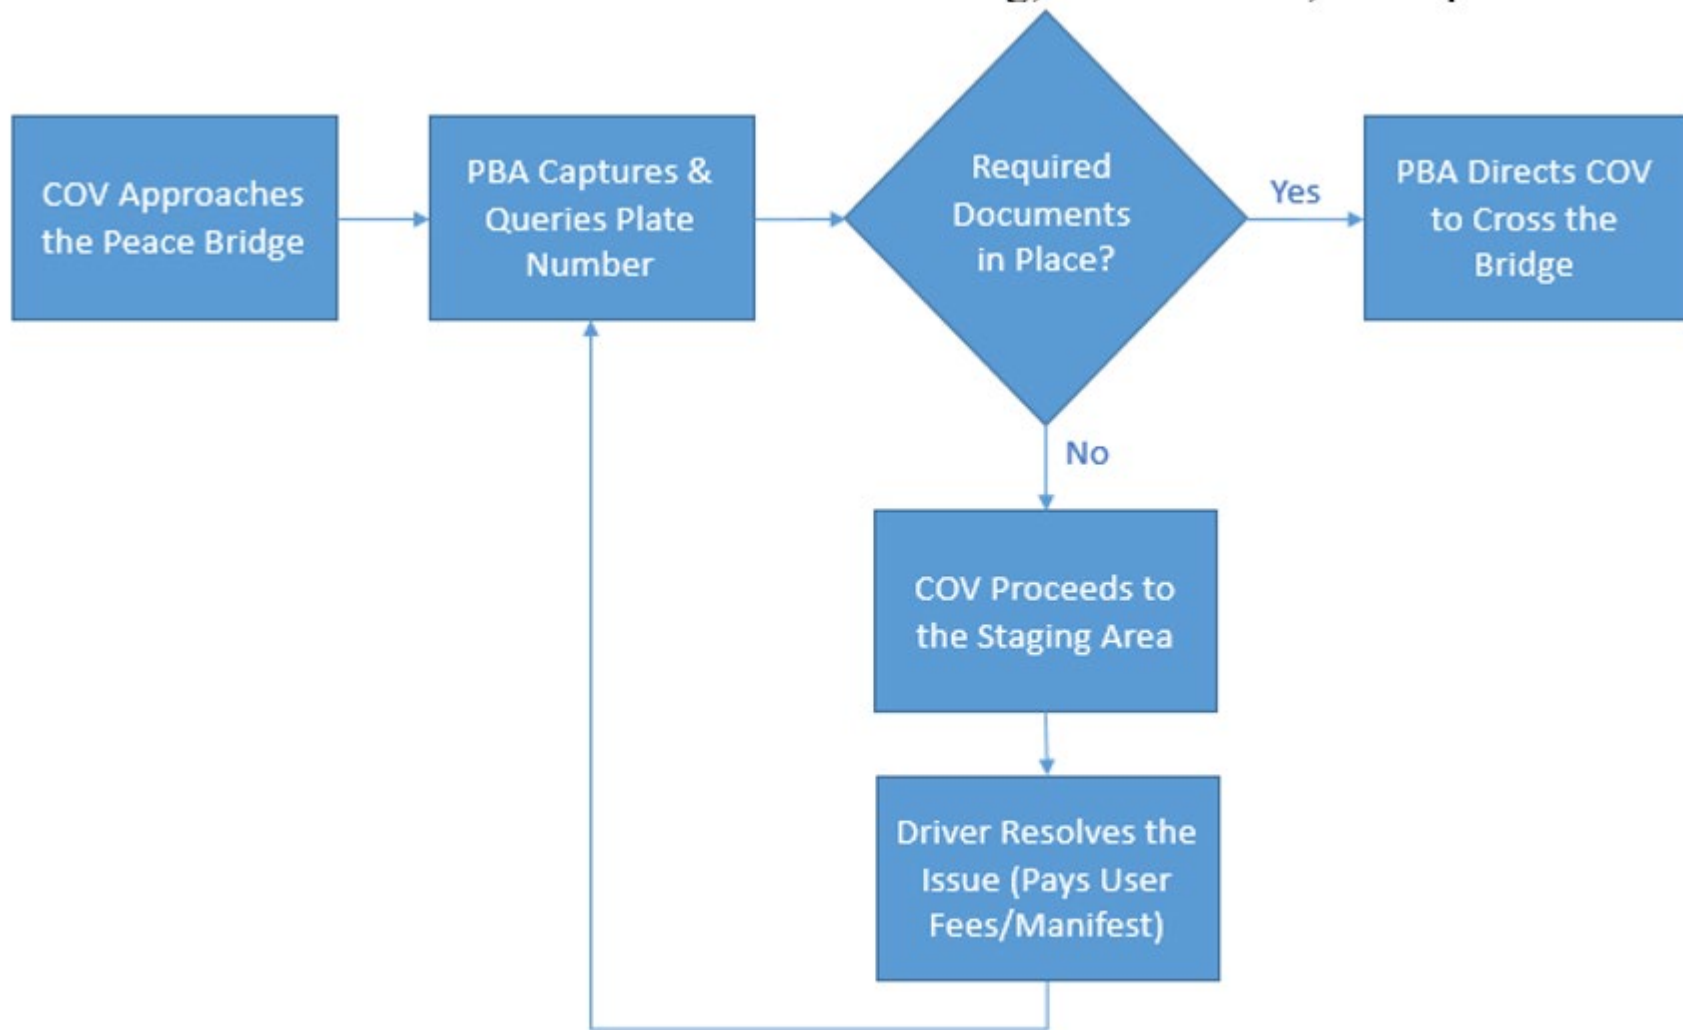 COV Approaches
the Peace Bridge
PBA Captures &
Queries Plate
Number
Required
Documents
in Place?
Yes
PBA Directs COV
to Cross the
Bridge
No
COV Proceeds to
the Staging Area
Driver Resolves the
Issue (Pays User
Fees/Manifest)